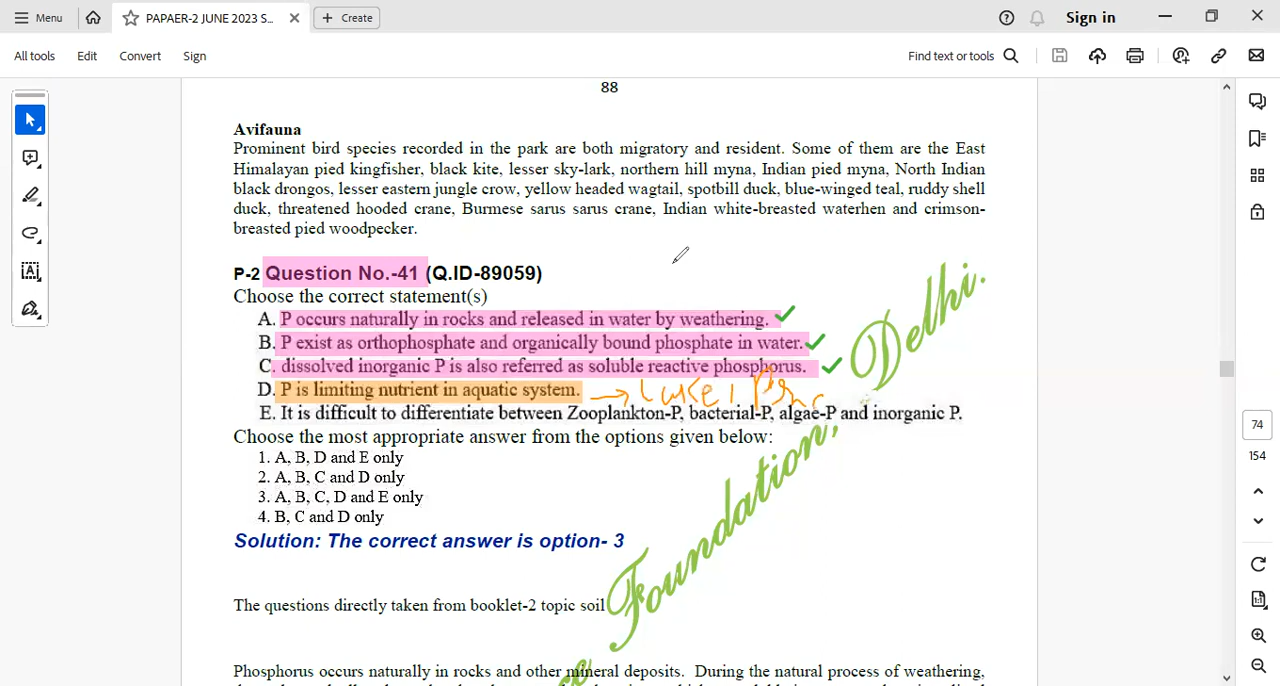 Menu
PAPAER-2 JUNE 2023 S...
Create
Sign in
All tools
Edit
Convert
Sign
Find text or tools
88
Avifauna
Prominent bird species recorded in the park are both migratory and resident. Some of them are the East
Himalayan pied kingfisher, black kite, lesser sky-lark, northern hill myna, Indian pied myna, North Indian
black drongos, lesser eastern jungle crow, yellow headed wagtail, spotbill duck, blue-winged teal, ruddy shell
duck, threatened hooded crane, Burmese sarus sarus crane, Indian white-breasted waterhen and crimson-
breasted pied woodpecker.
P-2 Question No.-41 (Q.ID-89059)
Choose the correct statement(s)
A. P occurs naturally in rocks and released in water by weathering.
B. P exist as orthophosphate and organically bound phosphate in water.
C. dissolved inorganic P is also referred as soluble reactive phosphorus.
D. P is limiting nutrient in aquatic system.
E. It is difficult to differentiate between Zooplankton-P, bacterial-P, algae-P and inorganic P.
Choose the most appropriate answer from the options given below:
1. A, B, D and E only
2. A, B, C and D only
3. A, B, C, D and E only
4. B, C and D only
Solution: The correct answer is option- 3
The questions directly taken from booklet-2 topic soil
Phosphorus occurs naturally in rocks and other mineral deposits. During the natural process of weathering,
Foundation, Delhi.
74
154